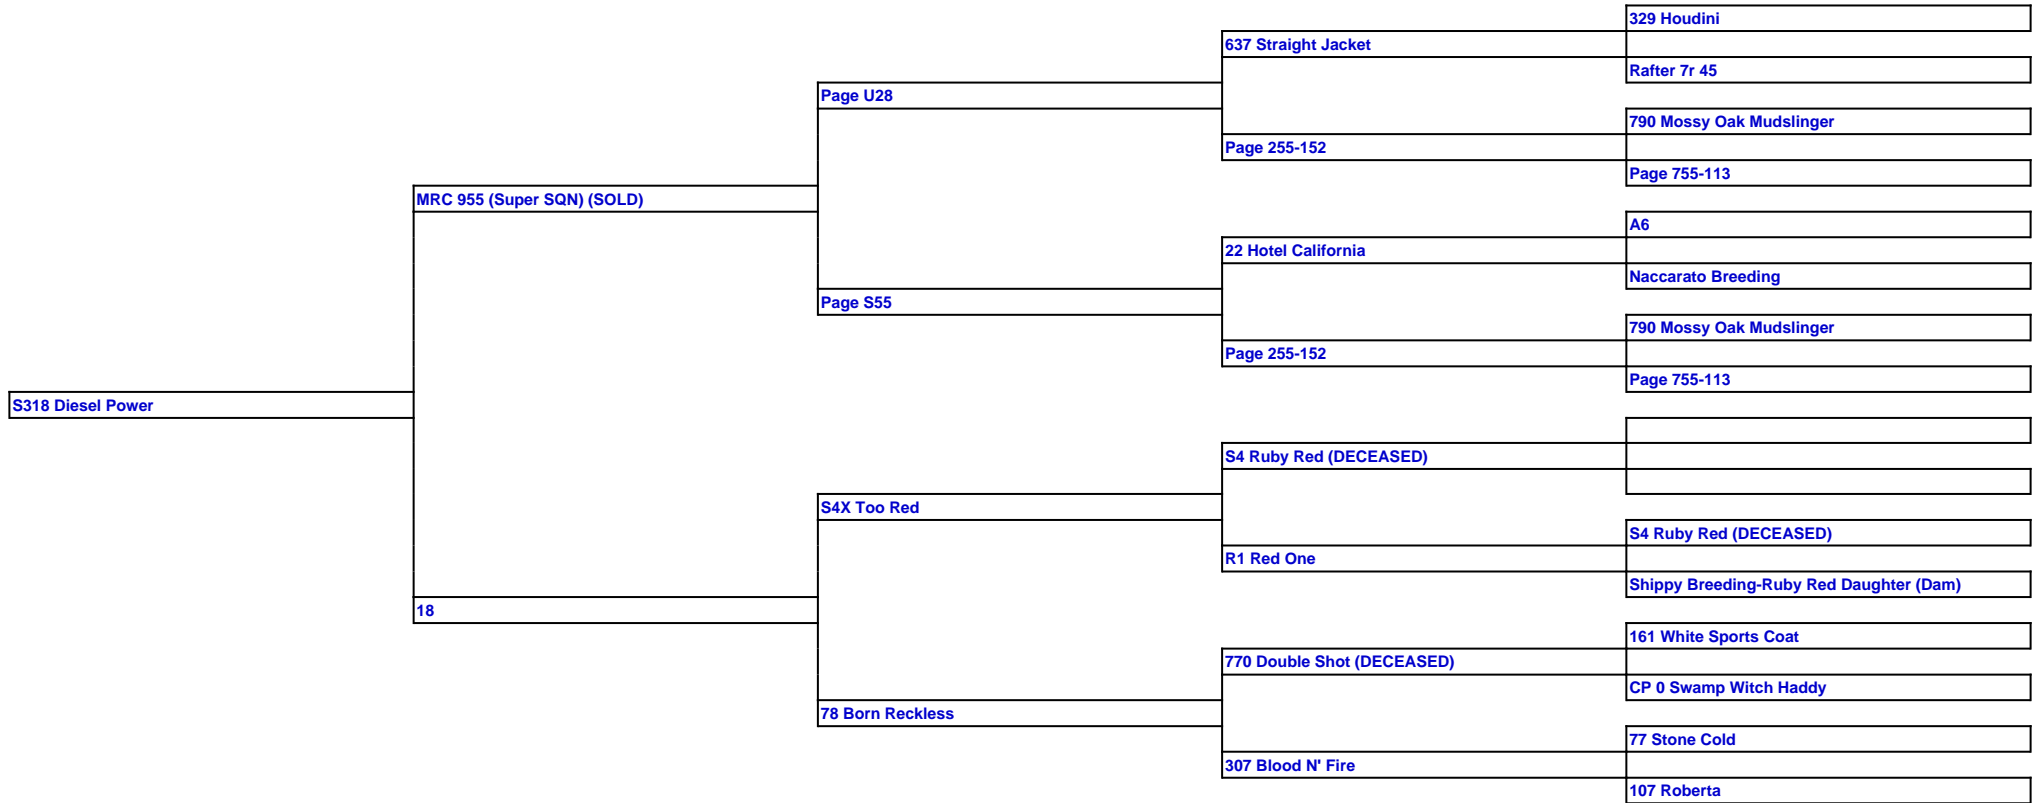 329 Houdini
637 Straight Jacket
Rafter 7r 45
Page U28
790 Mossy Oak Mudslinger
Page 255-152
Page 755-113
MRC 955 (Super SQN) (SOLD)
A6
22 Hotel California
Naccarato Breeding
Page S55
790 Mossy Oak Mudslinger
Page 255-152
Page 755-113
S318 Diesel Power
S4 Ruby Red (DECEASED)
S4X Too Red
S4 Ruby Red (DECEASED)
R1 Red One
Shippy Breeding-Ruby Red Daughter (Dam)
18
161 White Sports Coat
770 Double Shot (DECEASED)
CP 0 Swamp Witch Haddy
78 Born Reckless
77 Stone Cold
307 Blood N' Fire
107 Roberta